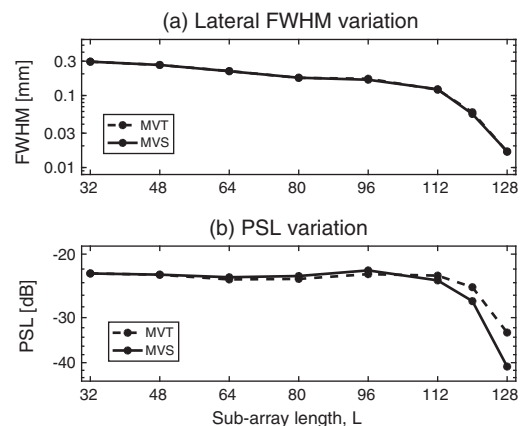 (a) Lateral FWHM variation
FWHM [mm]
0.3
0.1
0.03
0.01
MVT
MVS
32 48 64 80 96 112 128
(b) PSL variation
PSL [dB]
-20
-30
-40
MVT
MVS
32 48 64 80 96 112 128
Sub-array length, L